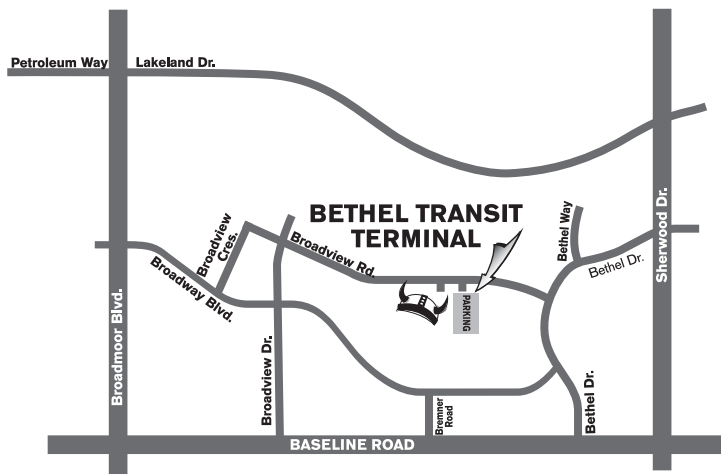 Petroleum Way
Lakeland Dr.
BETHEL TRANSIT
TERMINAL
Broadview
Cres.
Broadview Rd.
Broadway Blvd.
Bethel Way
Bethel Dr.
Sherwood Dr.
PARKING
Broadmoor Blvd.
Broadview Dr.
Bremner
Road
Bethel Dr.
BASELINE ROAD